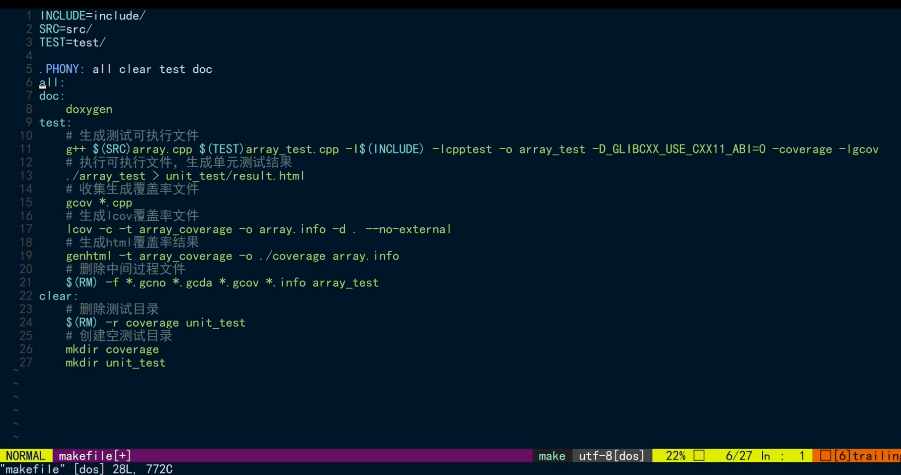 1 INCLUDE=include/
2 SRC=src/
3 TEST=test/
4
5 .PHONY: all clear test doc
6 all:
7 doc:
8 doxygen
9 test:
10 # 生成测试可执行文件
11 g++ $(SRC)array.cpp $(TEST)array_test.cpp -I$(INCLUDE) -lcpptest -o array_test -D_GLIBCXX_USE_CXX11_ABI=0 -coverage -lgcov
12 # 执行可执行文件，生成单元测试结果
13 ./array_test > unit_test/result.html
14 # 收集生成覆盖率文件
15 gcov *.cpp
16 # 生成lcov覆盖率文件
17 lcov -c -t array_coverage -o array.info -d . --no-external
18 # 生成html覆盖率结果
19 genhtml -t array_coverage -o ./coverage array.info
20 # 删除中间过程文件
21 $(RM) -f *.gcno *.gcda *.gcov *.info array_test
22 clear:
23 # 删除测试目录
24 $(RM) -r coverage unit_test
25 # 创建空测试目录
26 mkdir coverage
27 mkdir unit_test
~
~
~
~
~
~
NORMAL makefile[+] make utf-8[dos] 22% □ 6/27 ln : 1 □[6]trailin
"makefile" [dos] 28L, 772C